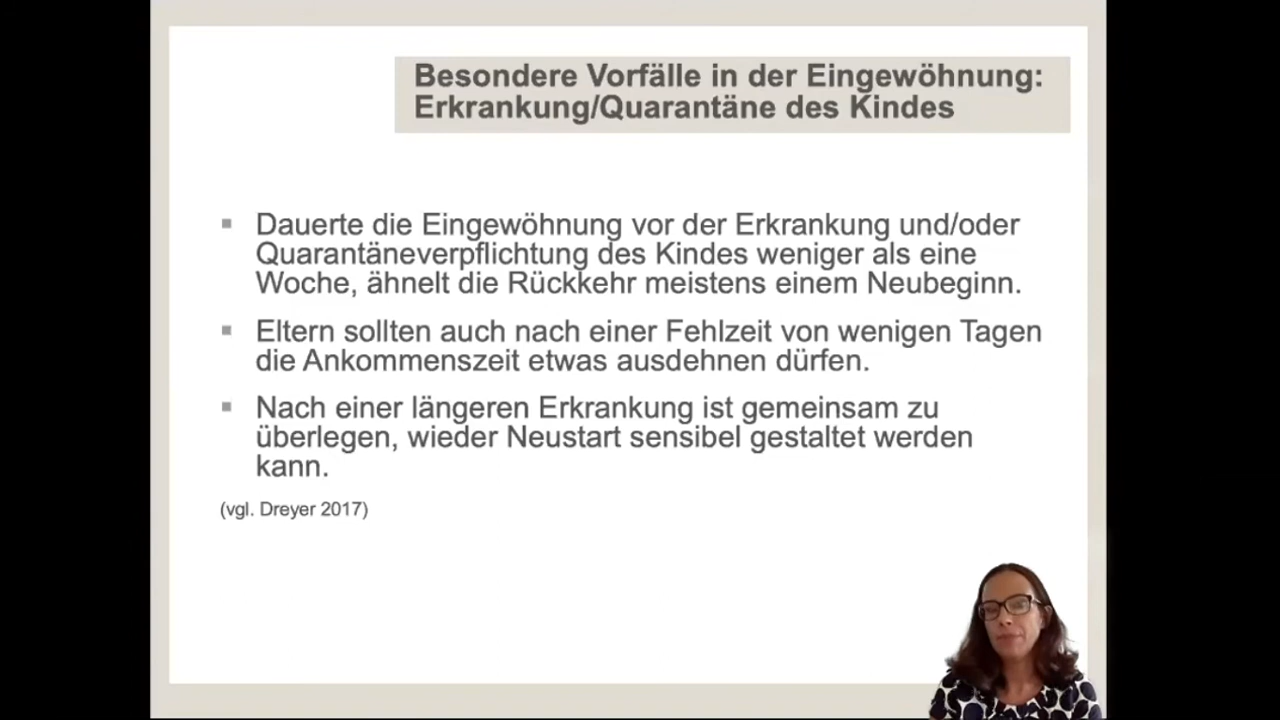 Besondere Vorfälle in der Eingewöhnung:
Erkrankung/Quarantäne des Kindes
Dauerte die Eingewöhnung vor der Erkrankung und/oder
Quarantäneverpflichtung des Kindes weniger als eine
Woche, ähnelt die Rückkehr meistens einem Neubeginn.
Eltern sollten auch nach einer Fehlzeit von wenigen Tagen
die Ankommenszeit etwas ausdehnen dürfen.
Nach einer längeren Erkrankung ist gemeinsam zu
überlegen, wieder Neustart sensibel gestaltet werden
kann.
(vgl. Dreyer 2017)